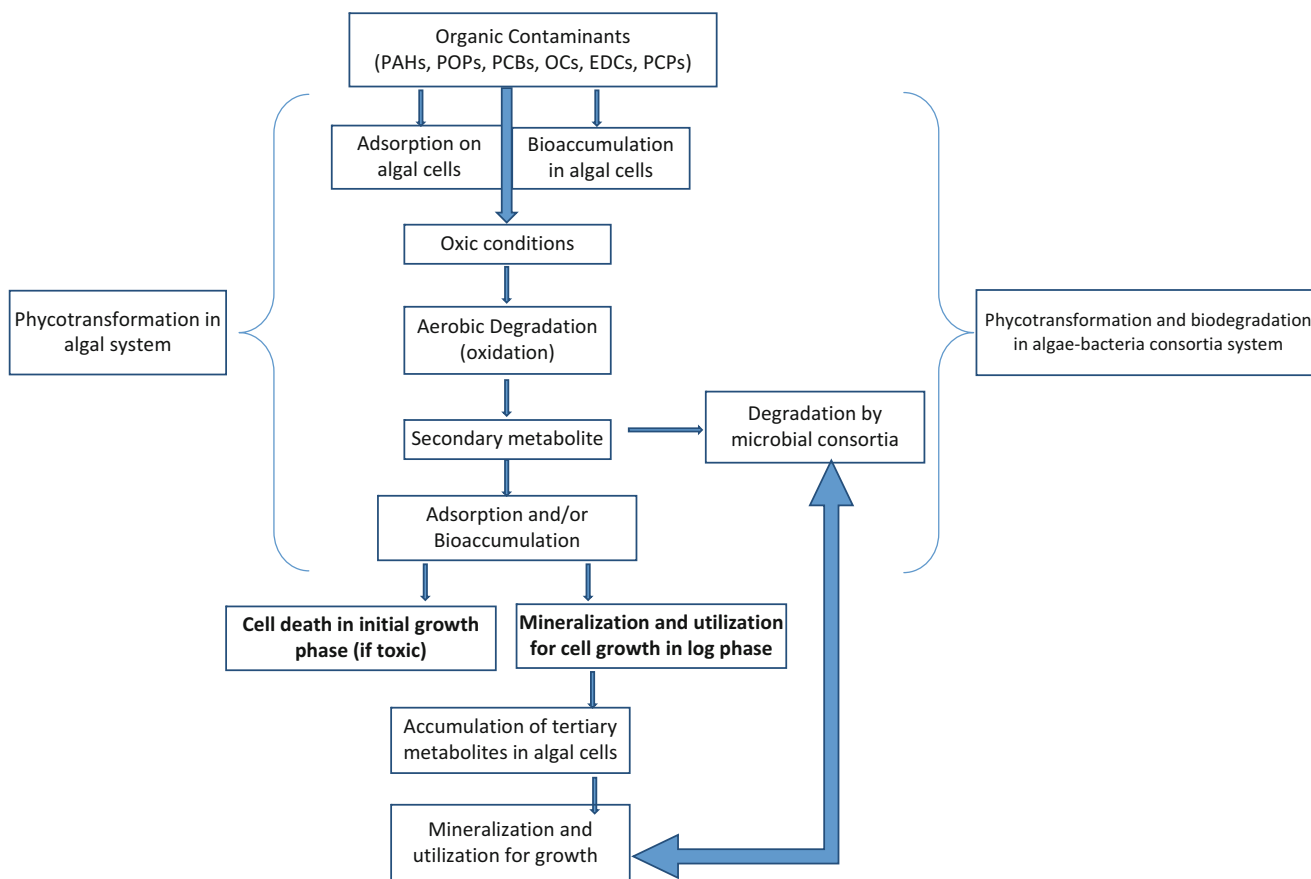 Organic Contaminants
(PAHs, POPs, PCBs, OCs, EDCs, PCPs)
Adsorption on
algal cells
Bioaccumulation
in algal cells
Oxic conditions
Phycotransformation in
algal system
Aerobic Degradation
(oxidation)
Phycotransformation and biodegradation
in algae-bacteria consortia system
Secondary metabolite
Degradation by
microbial consortia
Adsorption and/or
Bioaccumulation
Cell death in initial growth
phase (if toxic)
Mineralization and utilization
for cell growth in log phase
Accumulation of tertiary
metabolites in algal cells
Mineralization and
utilization for growth